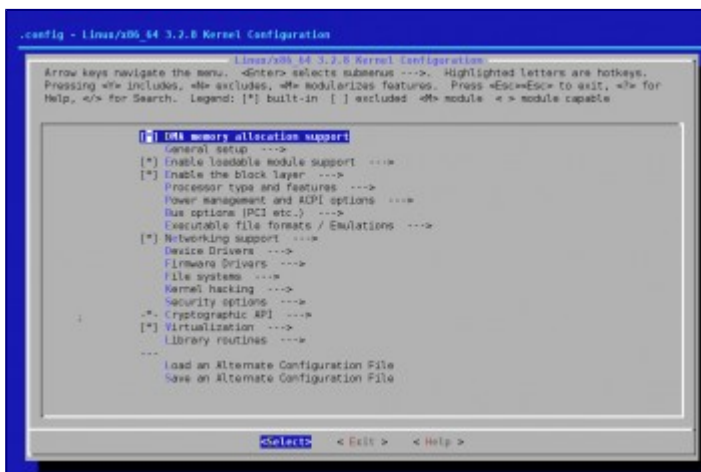 .config - Linux/x86_64 3.2.0 Kernel Configuration
Linux/x86_64 3.2.0 Kernel Configuration
Arrow keys navigate the menu.  <Enter> selects submenus --->.  Highlighted letters are hotkeys.
Pressing <Y> includes, <N> excludes, <M> modularizes features.  Press <Esc><Esc> to exit, <?> for
Help, </> for Search.  Legend: [*] built-in  [ ] excluded  <M> module  < > module capable
[*] DMA memory allocation support
General setup  --->
[*] Enable loadable module support  --->
[*] Enable the block layer  --->
Processor type and features  --->
Power management and ACPI options  --->
Bus options (PCI etc.)  --->
Executable file formats / Emulations  --->
[*] Networking support  --->
Device Drivers  --->
Firmware Drivers  --->
File systems  --->
Kernel hacking  --->
Security options  --->
-*- Cryptographic API  --->
[*] Virtualization  --->
Library routines  --->
---
Load an Alternate Configuration File
Save an Alternate Configuration File
<Select>    < Exit >    < Help >